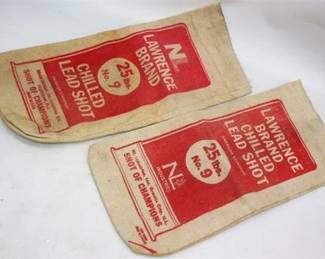 NL
LAWRENCE
BRAND
25 lbs.
No. 9
CHILLED
LEAD SHOT
SHOT OF CHAMPIONS
LAWRENCE
BRAND
CHILLED
LEAD SHOT
25 lbs.
No. 9
NL
SHOT OF CHAMPIONS